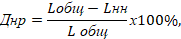 Днр = (Lобщ − Lнн) / L общ х100%,